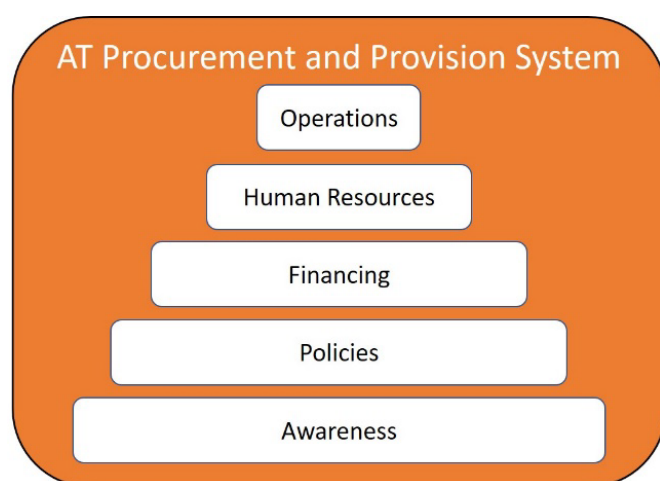 AT Procurement and Provision System
Operations
Human Resources
Financing
Policies
Awareness